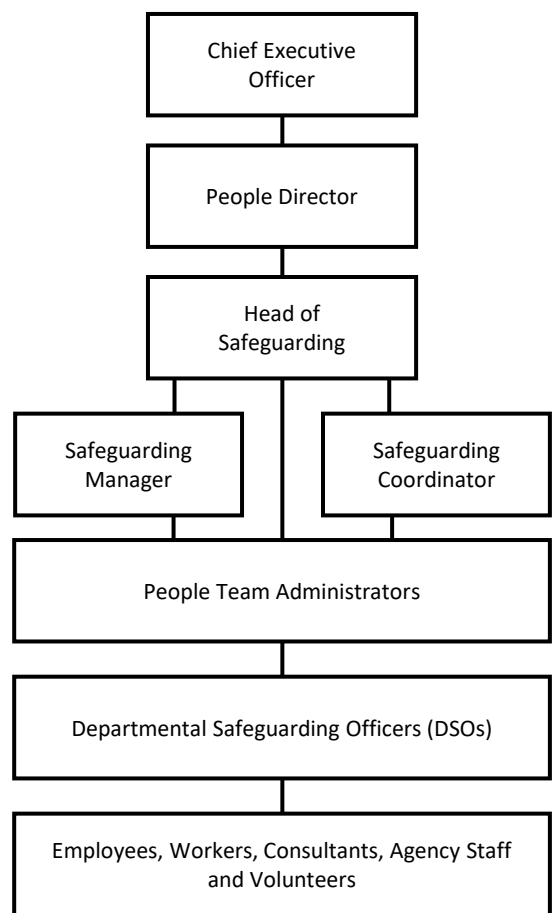 Chief Executive
Officer
People Director
Head of
Safeguarding
Safeguarding
Manager
Safeguarding
Coordinator
People Team Administrators
Departmental Safeguarding Officers (DSOs)
Employees, Workers, Consultants, Agency Staff
and Volunteers